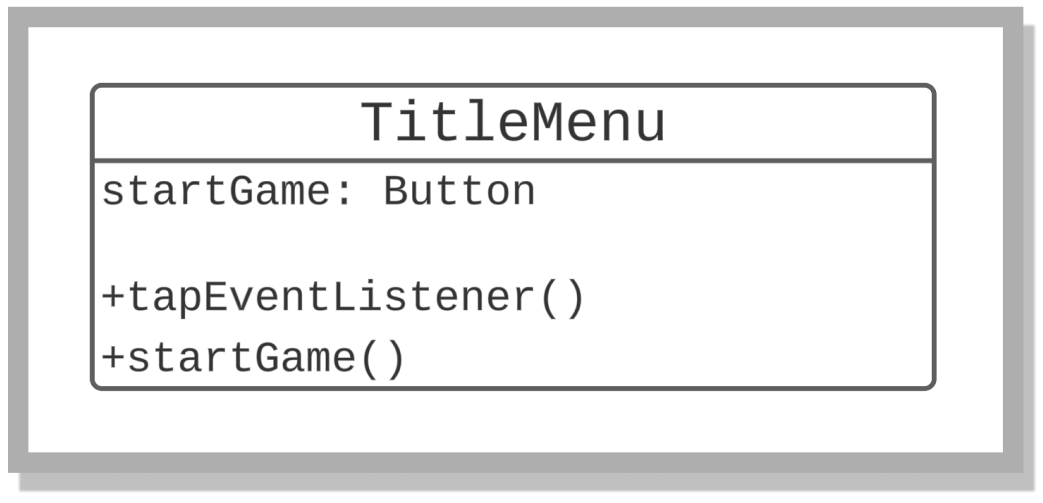 TitleMenu
startGame: Button
+tapEventListener()
+startGame()